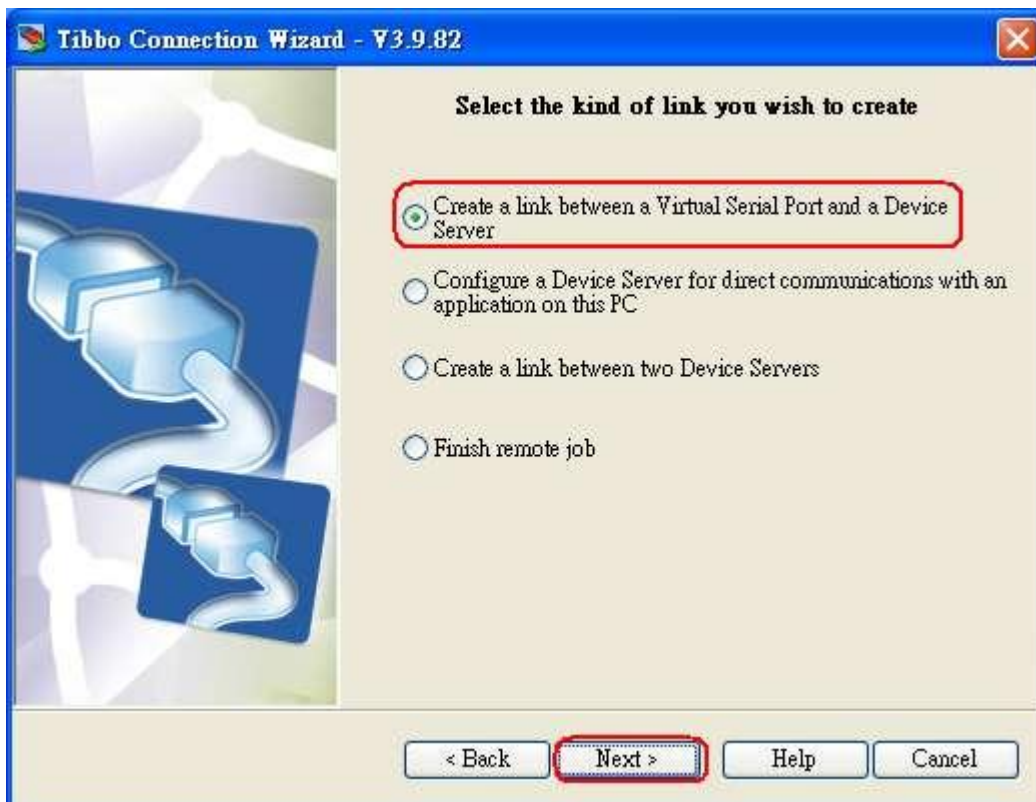 Tibbo Connection Wizard - V3.9.82
Select the kind of link you wish to create
Create a link between a Virtual Serial Port and a Device
Server
Configure a Device Server for direct communications with an
application on this PC
Create a link between two Device Servers
Finish remote job
< Back
Next >
Help
Cancel